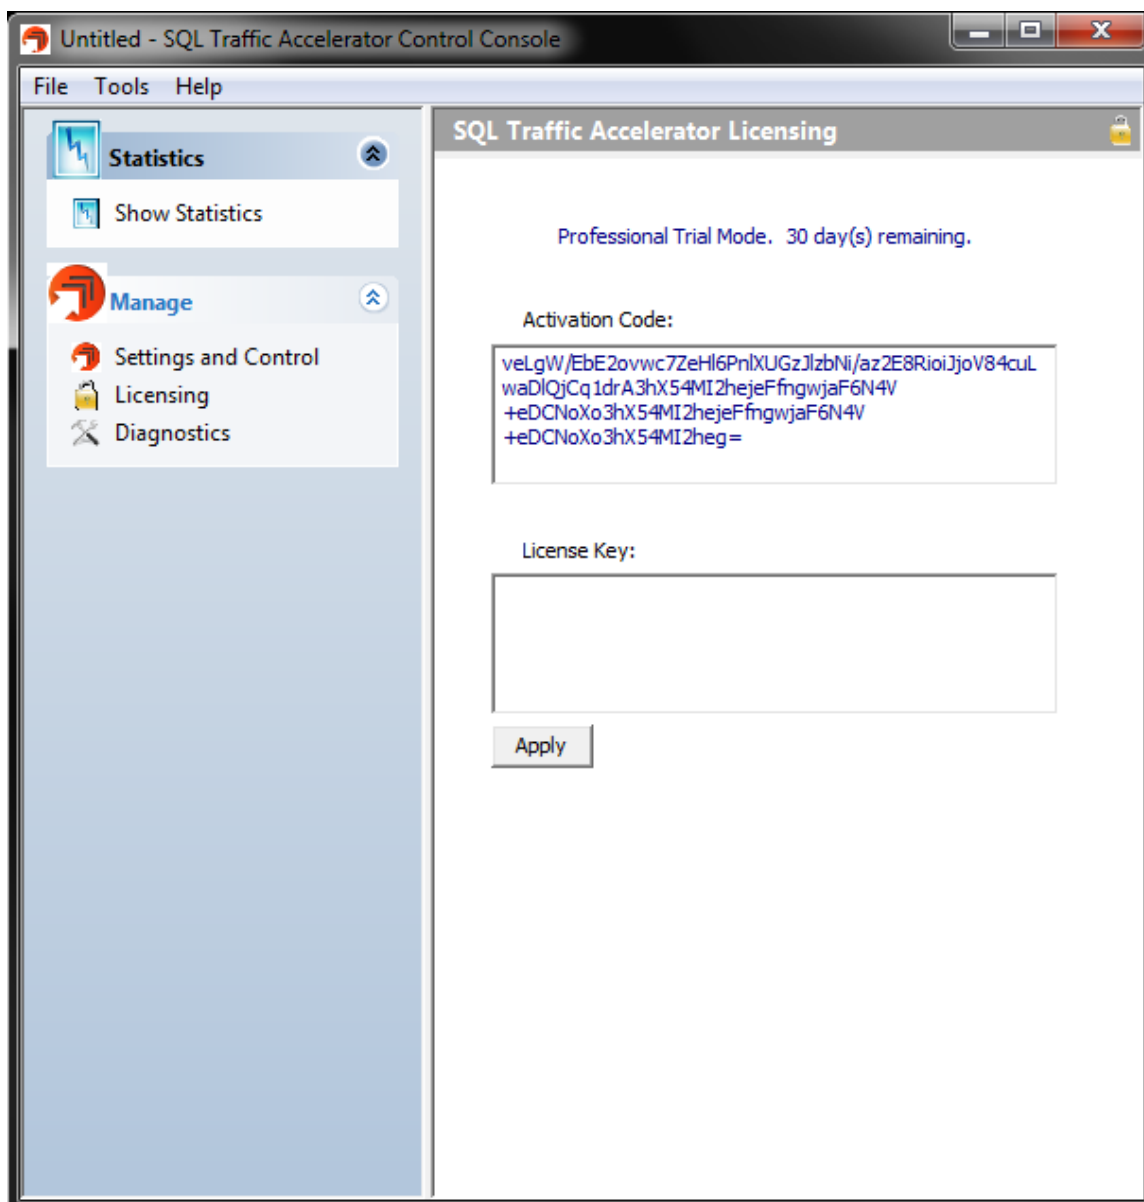 Untitled - SQL Traffic Accelerator Control Console
File Tools Help
Statistics
Show Statistics
Manage
Settings and Control
Licensing
Diagnostics
SQL Traffic Accelerator Licensing
Professional Trial Mode. 30 day(s) remaining.
Activation Code:
veLgW/EbE2ovwc7ZeHl6PnlXUGzJlzbNi/az2E8RioiJjoV84cuL
waDlQjCq1drA3hX54MI2hejeFfngwjaF6N4V
+eDCNoXo3hX54MI2hejeFfngwjaF6N4V
+eDCNoXo3hX54MI2heg=
License Key:
Apply